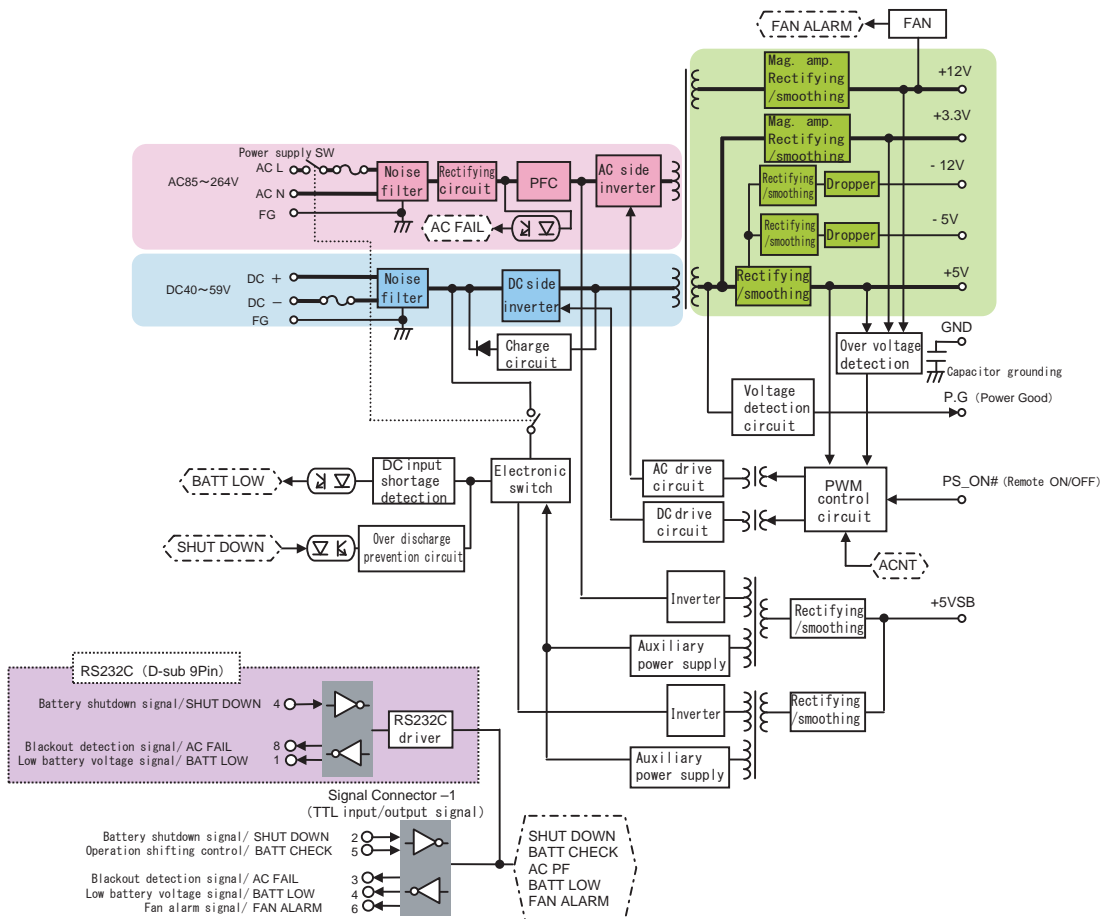 FAN ALARM
FAN
Mag. amp.
Rectifying
/smoothing
+12V
Mag. amp.
Rectifying
/smoothing
+3.3V
Rectifying
/smoothing
Dropper
- 12V
Rectifying
/smoothing
Dropper
- 5V
Rectifying
/smoothing
+5V
Power supply SW
AC85～264V
AC L
AC N
FG
Noise
filter
Rectifying
circuit
PFC
AC side
inverter
AC FAIL
DC40～59V
DC +
DC −
FG
Noise
filter
DC side
inverter
Charge
circuit
Over voltage
detection
GND
Capacitor grounding
Voltage
detection
circuit
P.G (Power Good)
BATT LOW
DC input
shortage
detection
Electronic
switch
AC drive
circuit
DC drive
circuit
PWM
control
circuit
PS_ON# (Remote ON/OFF)
SHUT DOWN
Over discharge
prevention circuit
ACNT
Inverter
Rectifying
/smoothing
+5VSB
Auxiliary
power supply
Inverter
Rectifying
/smoothing
Auxiliary
power supply
RS232C (D-sub 9Pin)
Battery shutdown signal/SHUT DOWN 4
RS232C
driver
Blackout detection signal/ AC FAIL 8
Low battery voltage signal/ BATT LOW 1
Signal Connector –1
(TTL input/output signal)
Battery shutdown signal/ SHUT DOWN 2
Operation shifting control/ BATT CHECK 5
Blackout detection signal/ AC FAIL 3
Low battery voltage signal/ BATT LOW 4
Fan alarm signal/ FAN ALARM 6
SHUT DOWN
BATT CHECK
AC PF
BATT LOW
FAN ALARM